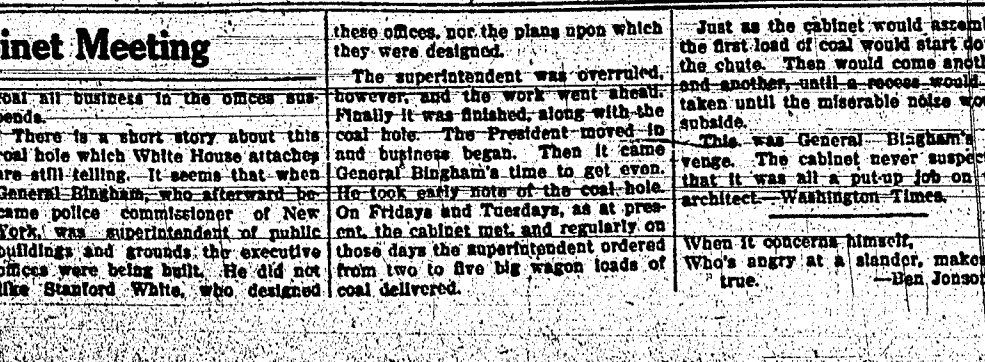 inet Meeting
coal all business in the offices sus-
pends.
There is a short story about this
coal hole which White House attaches
are still telling. It seems that when
General Bingham, who afterward be-
came police commissioner of New
York, was superintendent of public
buildings and grounds the executive
offices were being built. He did not
like Stanford White, who designed
these offices, nor the plans upon which
they were designed.
The superintendent was overruled,
however, and the work went ahead.
Finally it was finished, along with the
coal hole. The President moved in
and business began. Then it came
General Bingham's time to get even.
He took early note of the coal hole.
On Fridays and Tuesdays, as at pres-
ent, the cabinet met, and regularly on
those days the superintendent ordered
from two to five big wagon loads of
coal delivered.
Just as the cabinet would assem
the first load of coal would start do
the chute. Then would come anoth
and another, until a recess would
taken until the miserable noise wou
subside.
This was General Bingham's
venge. The cabinet never suspec
that it was all a put-up job on
architect.—Washington Times.
When it concerns himself,
Who's angry at a slander, makes
true. —Ben Jonson